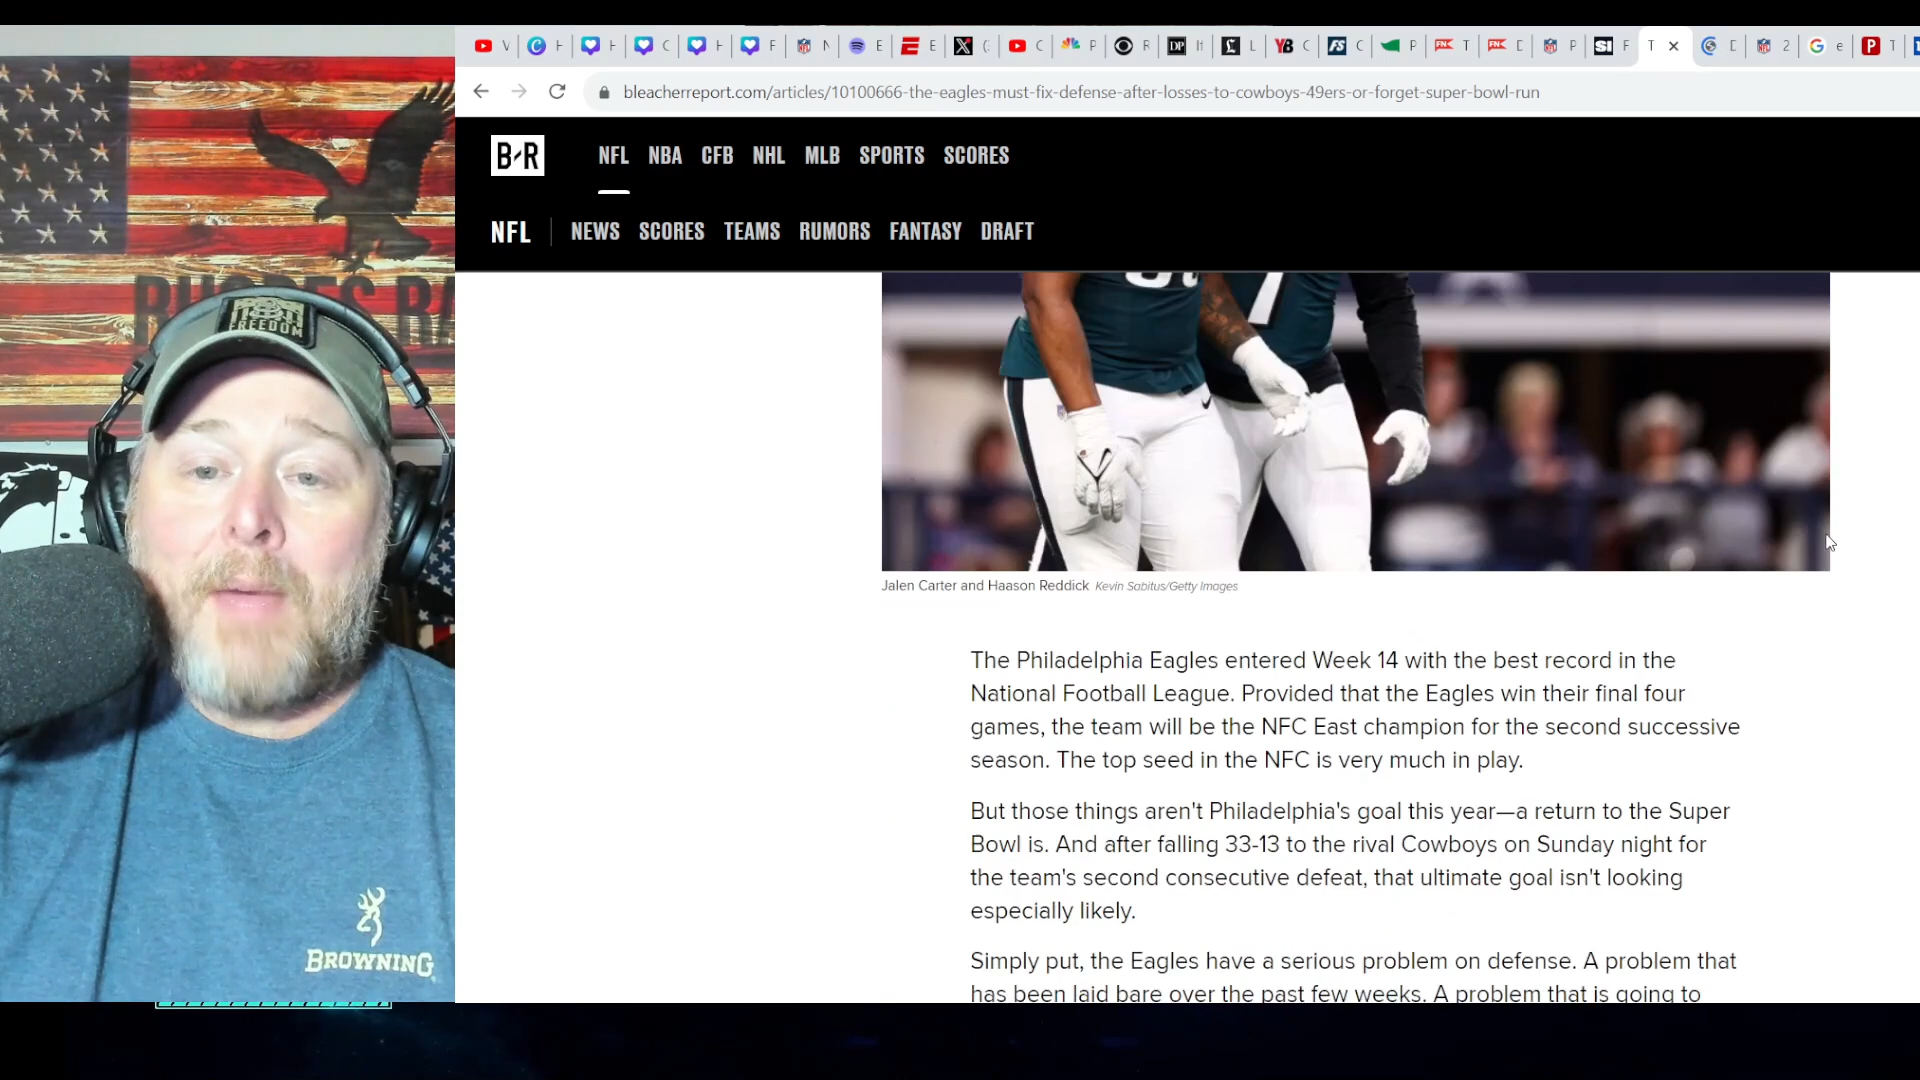 V
H
H
C
H
F
N
E
E
(
C
P
R
DP
I
L
YB
C
FS
C
P
FNK
T
FNK
P
SI
F
T
2
e
T
bleacherreport.com/articles/10100666-the-eagles-must-fix-defense-after-losses-to-cowboys-49ers-or-forget-super-bowl-run
B/R
NFL NBA CFB NHL MLB SPORTS SCORES
NFL NEWS SCORES TEAMS RUMORS FANTASY DRAFT
FREEDOM
Jalen Carter and Haason Reddick Kevin Sabitus/Getty Images
The Philadelphia Eagles entered Week 14 with the best record in the
National Football League. Provided that the Eagles win their final four
games, the team will be the NFC East champion for the second successive
season. The top seed in the NFC is very much in play.
But those things aren't Philadelphia's goal this year—a return to the Super
Bowl is. And after falling 33-13 to the rival Cowboys on Sunday night for
the team's second consecutive defeat, that ultimate goal isn't looking
especially likely.
Simply put, the Eagles have a serious problem on defense. A problem that
has been laid bare over the past few weeks. A problem that is going to
BROWNING